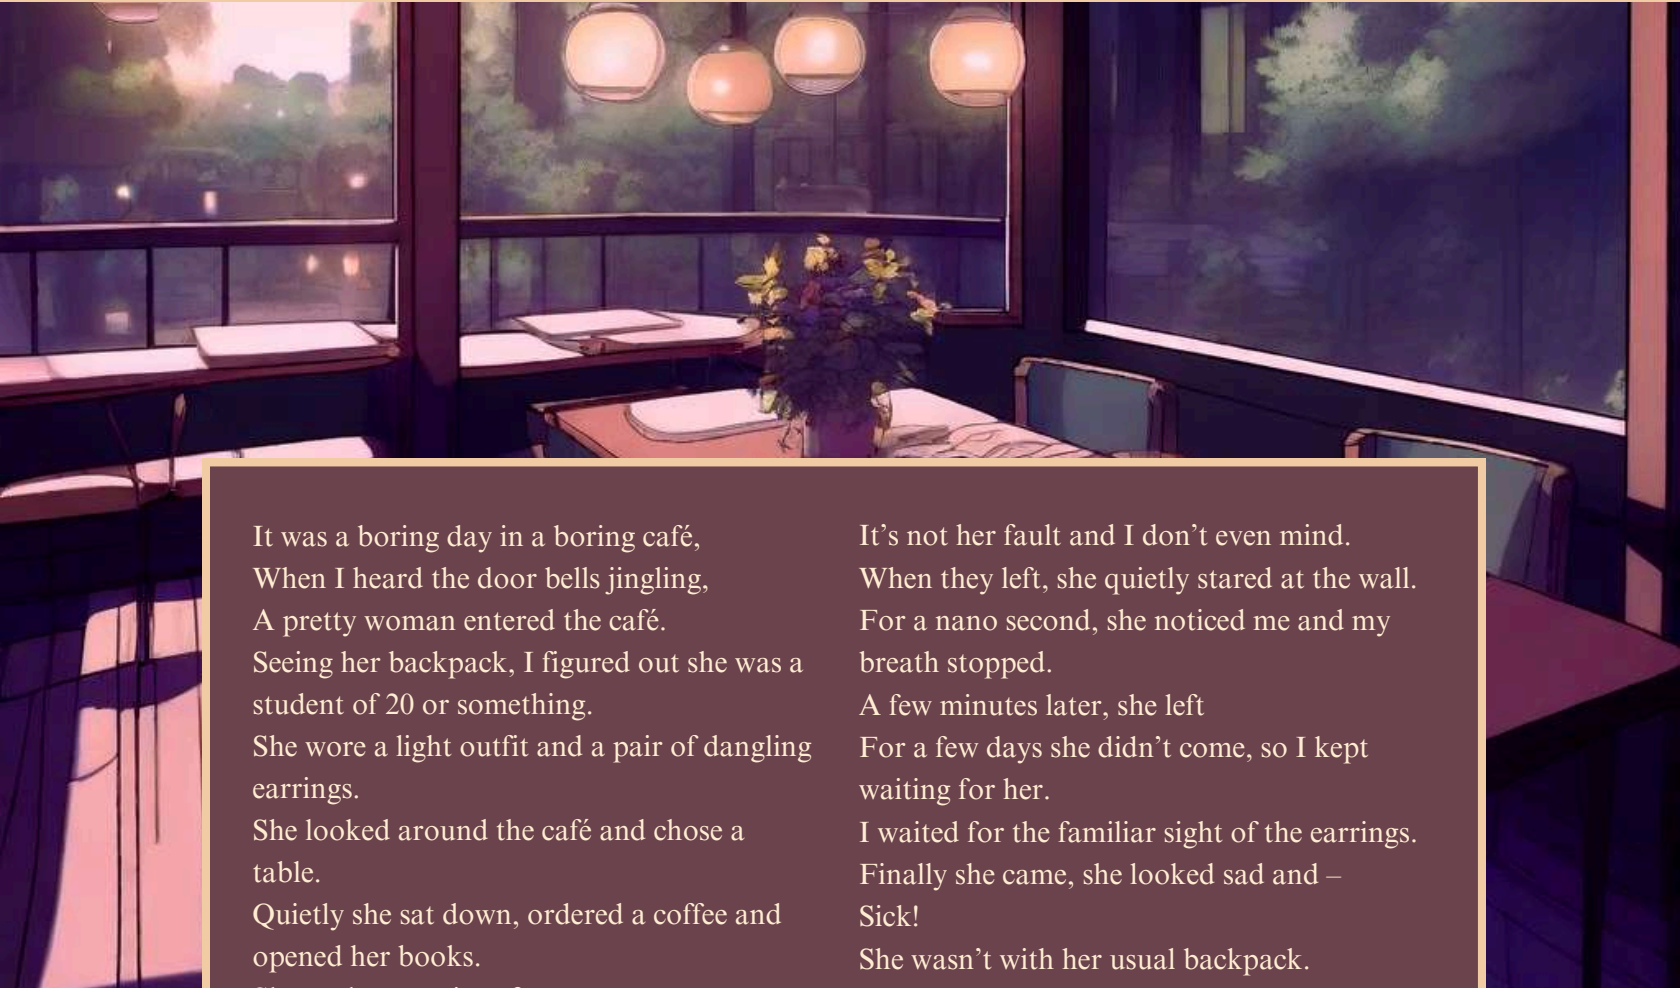 It was a boring day in a boring café,
When I heard the door bells jingling,
A pretty woman entered the café.
Seeing her backpack, I figured out she was a
student of 20 or something.
She wore a light outfit and a pair of dangling
earrings.
She looked around the café and chose a
table.
Quietly she sat down, ordered a coffee and
opened her books.
It’s not her fault and I don’t even mind.
When they left, she quietly stared at the wall.
For a nano second, she noticed me and my
breath stopped.
A few minutes later, she left
For a few days she didn’t come, so I kept
waiting for her.
I waited for the familiar sight of the earrings.
Finally she came, she looked sad and –
Sick!
She wasn’t with her usual backpack.